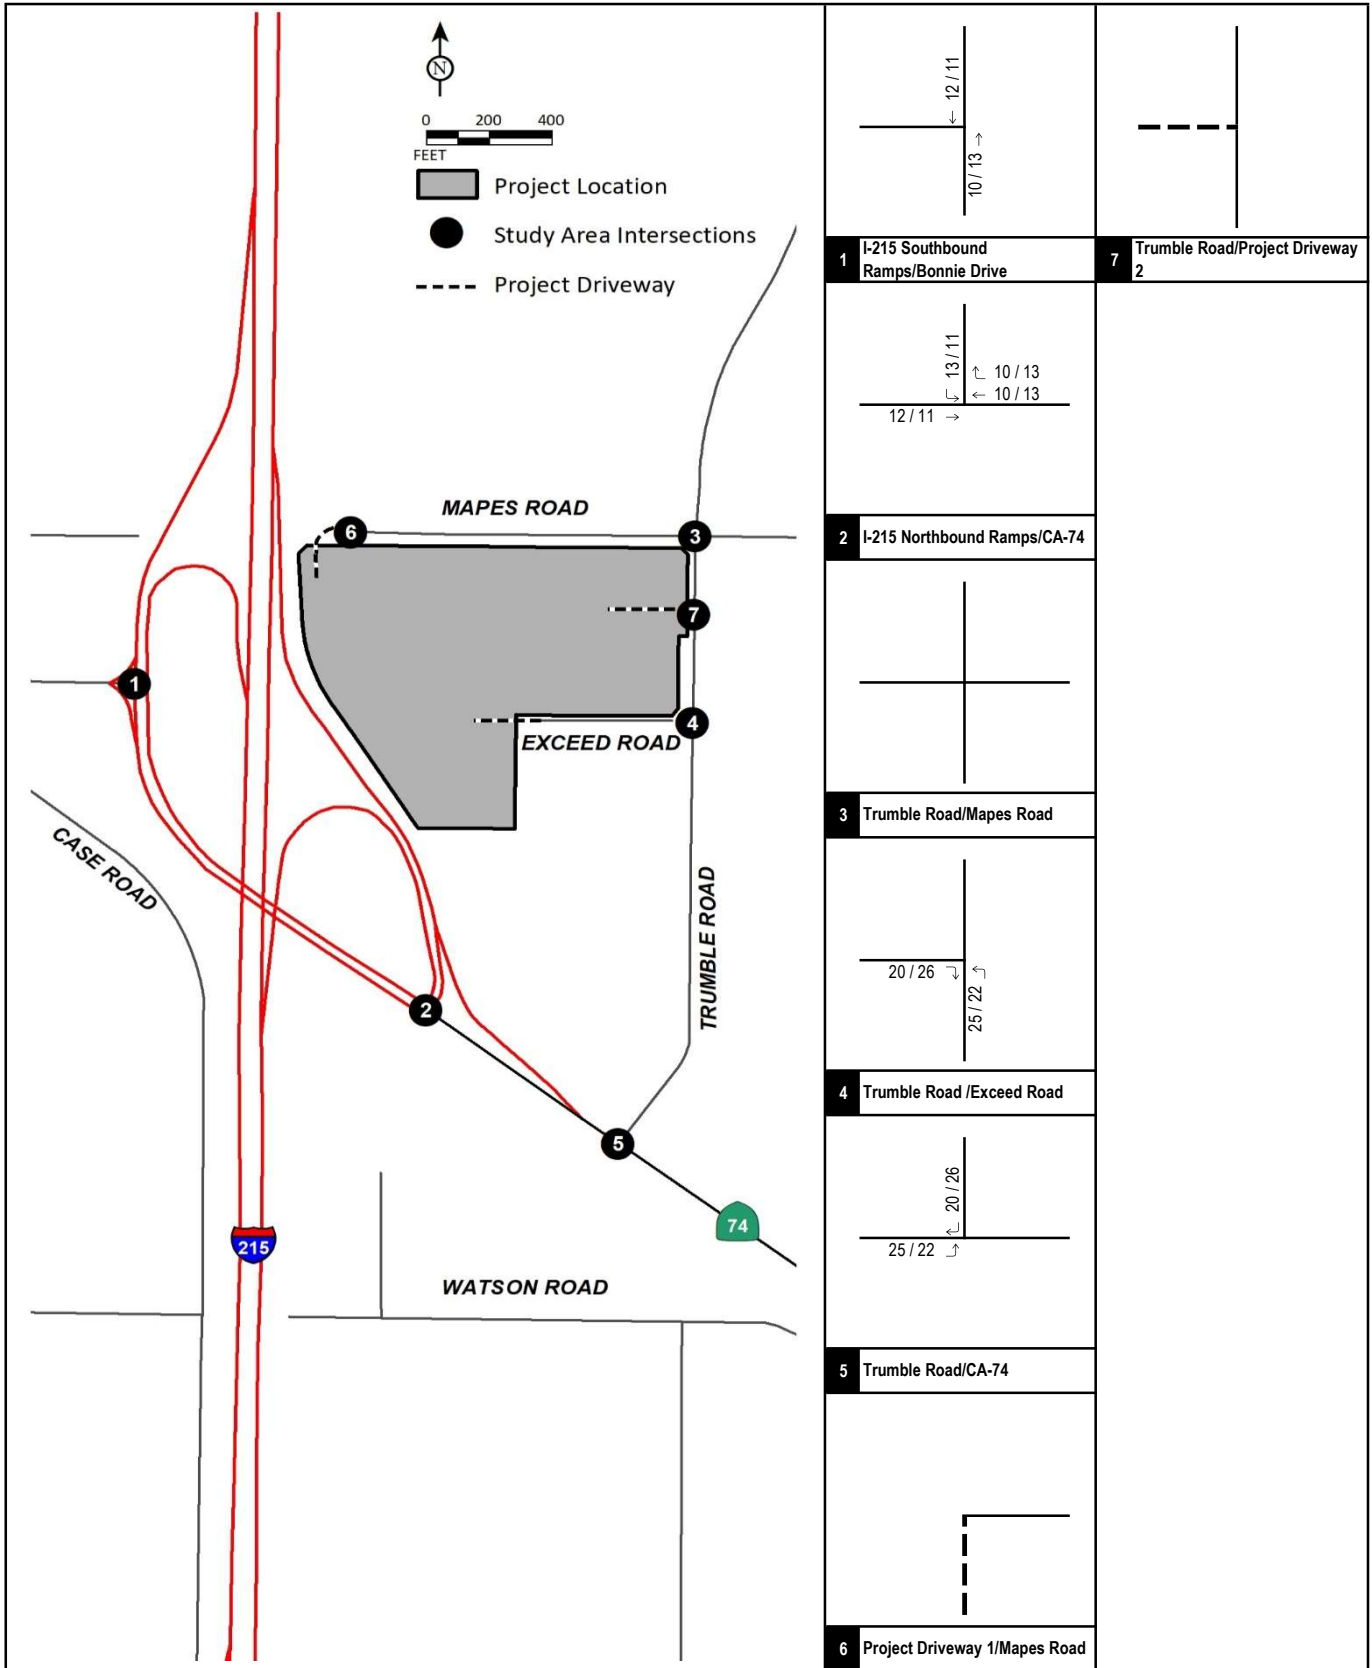 N
0 200 400
FEET
Project Location
Study Area Intersections
Project Driveway
MAPES ROAD
6
3
7
1
4
EXCEED ROAD
CASE ROAD
TRUMBLE ROAD
2
5
74
215
WATSON ROAD
12 / 11
10 / 13
1 I-215 Southbound
Ramps/Bonnie Drive
13 / 11
10 / 13
10 / 13
12 / 11
2 I-215 Northbound Ramps/CA-74
3 Trumble Road/Mapes Road
20 / 26
25 / 22
4 Trumble Road /Exceed Road
20 / 26
25 / 22
5 Trumble Road/CA-74
6 Project Driveway 1/Mapes Road
7 Trumble Road/Project Driveway
2